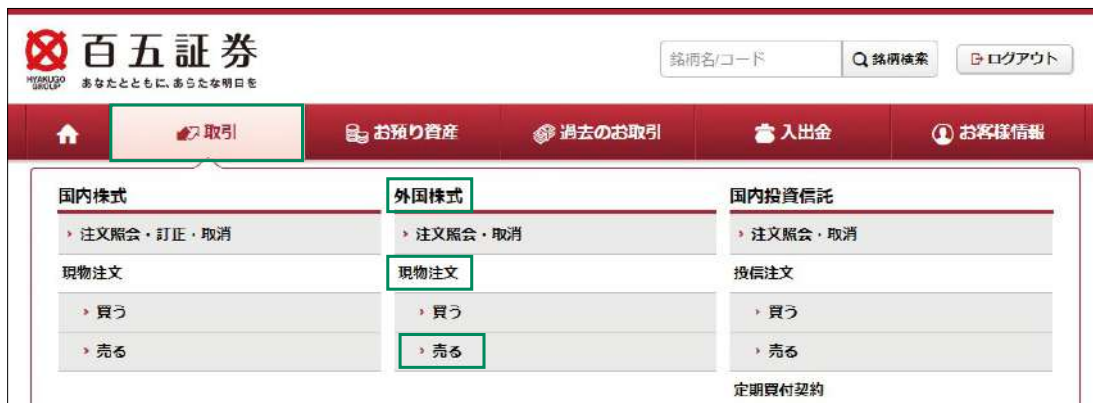 百五証券
HYAKUGO GROUP
あなたとともに、あらたな明日を
銘柄名/コード
銘柄検索
ログアウト
取引
お預り資産
過去のお取引
入出金
お客様情報
国内株式
注文照会・訂正・取消
現物注文
買う
売る
外国株式
注文照会・取消
現物注文
買う
売る
国内投資信託
注文照会・取消
投信注文
買う
売る
定期買付契約